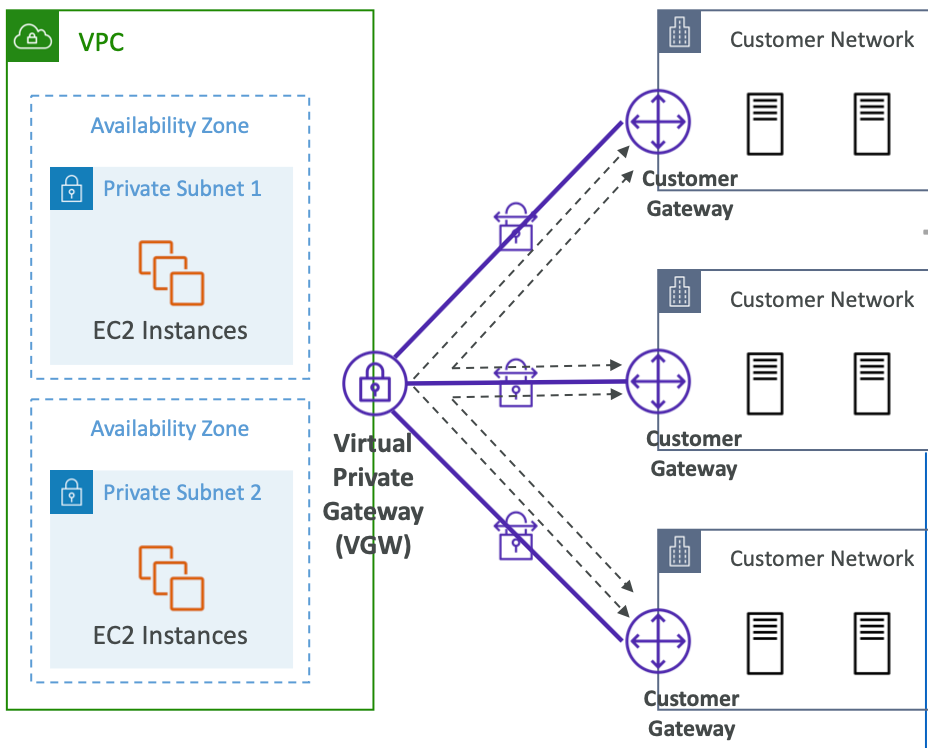 VPC
Availability Zone
Private Subnet 1
EC2 Instances
Availability Zone
Private Subnet 2
EC2 Instances
Virtual
Private
Gateway
(VGW)
Customer Network
Customer
Gateway
Customer Network
Customer
Gateway
Customer Network
Customer
Gateway